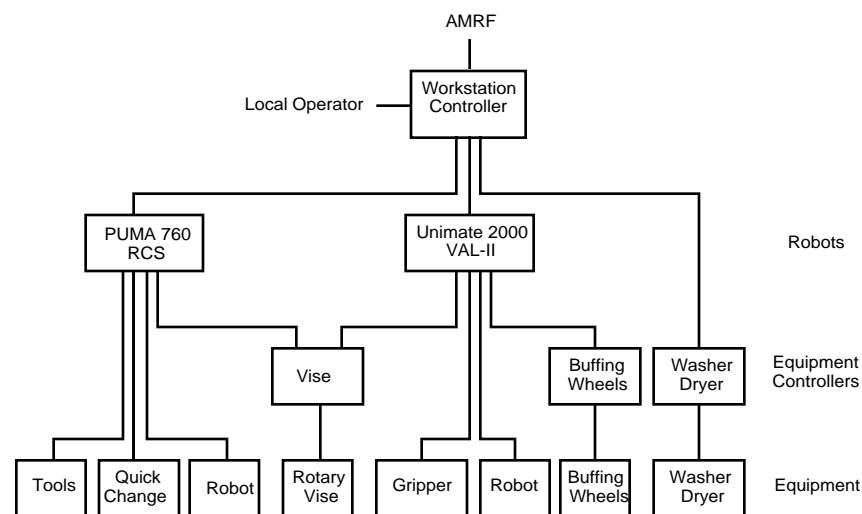 AMRF
Workstation
Controller
Local Operator
PUMA 760
RCS
Unimate 2000
VAL-II
Robots
Vise
Buffing
Wheels
Washer
Dryer
Equipment
Controllers
Tools
Quick
Change
Robot
Rotary
Vise
Gripper
Robot
Buffing
Wheels
Washer
Dryer
Equipment